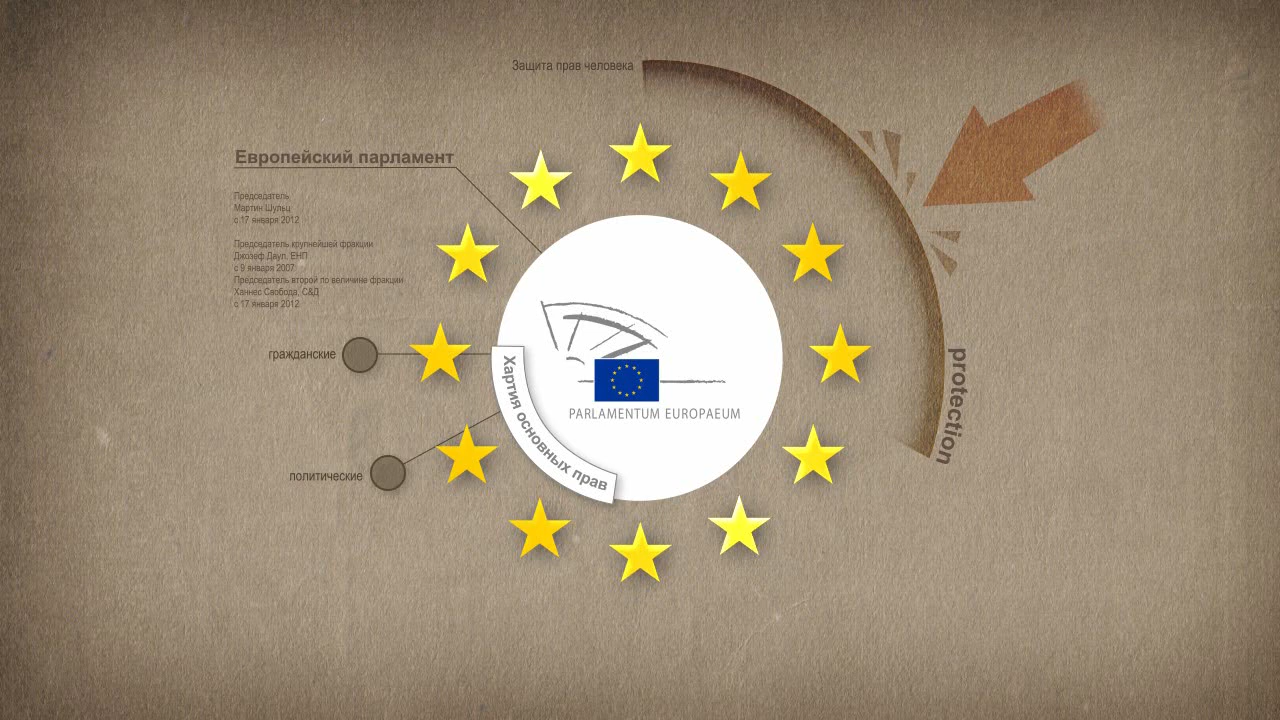 Защита прав человека
Европейский парламент
Председатель
Мартин Шульц
с 17 января 2012
Председатель крупнейшей фракции
Джозеф Даул, ЕНП
с 9 января 2007
Председатель второй по величине фракции
Ханнес Свобода, С&Д
с 17 января 2012
гражданские
политические
Хартия основных прав
PARLAMENTUM EUROPAEUM
protection